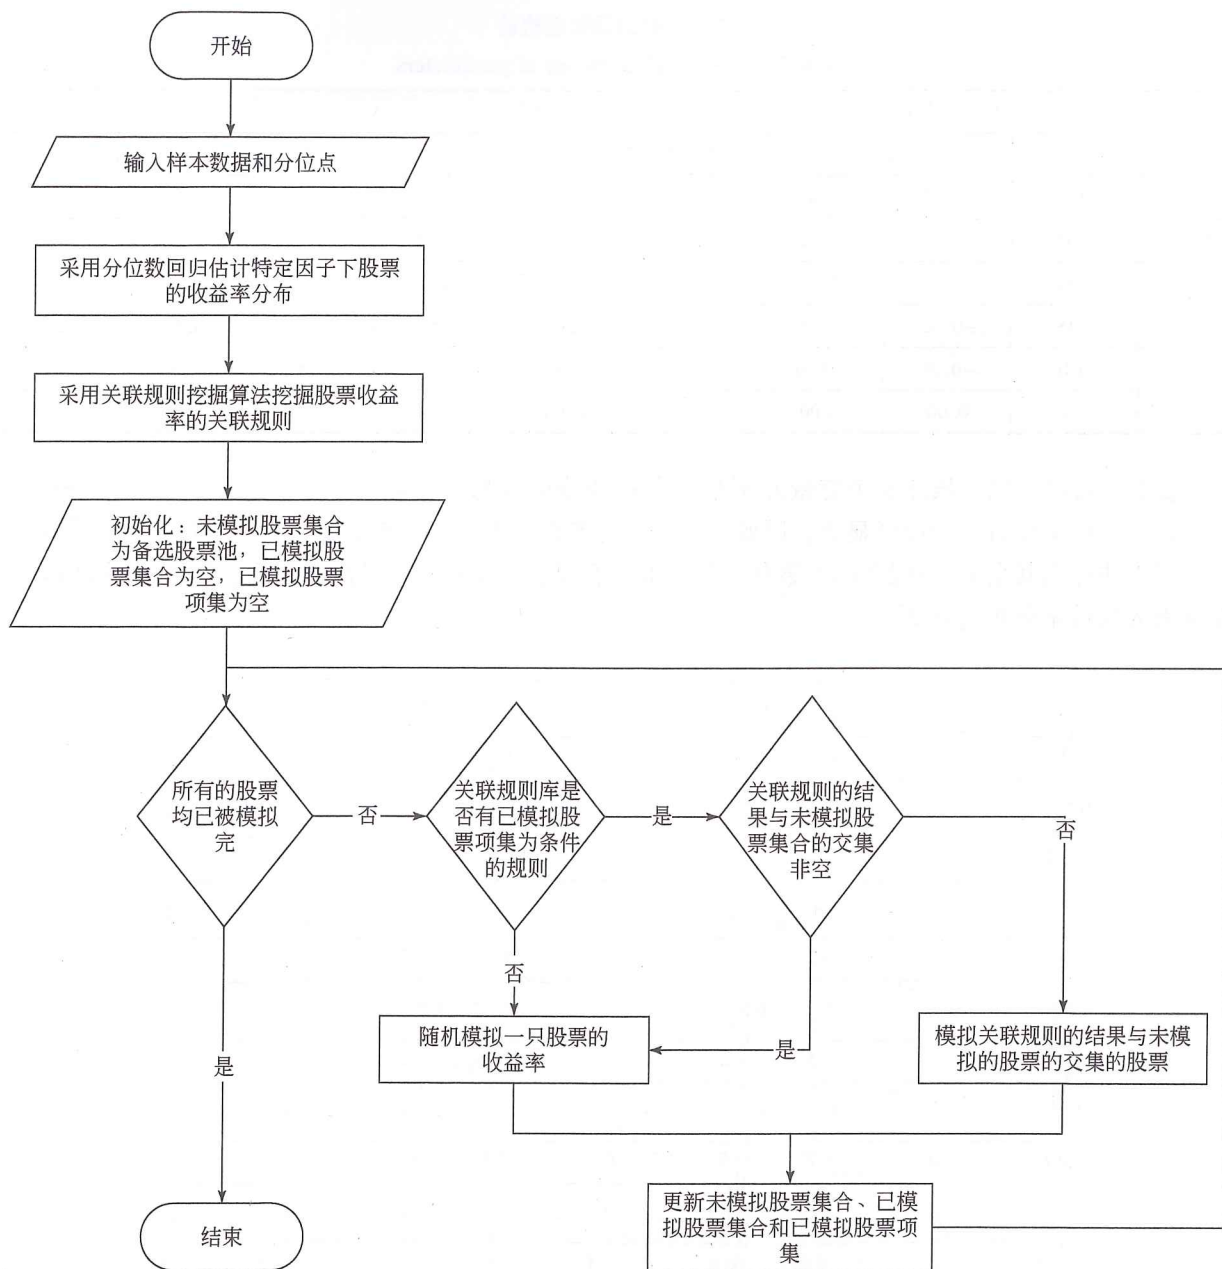 开始
输入样本数据和分位点
采用分位数回归估计特定因子下股票
的收益率分布
采用关联规则挖掘算法挖掘股票收益
率的关联规则
初始化：未模拟股票集合
为备选股票池，已模拟股
票集合为空，已模拟股票
项集为空
所有的股票
均已被模拟
完
否
关联规则库是
否有已模拟股
票项集为条件
的规则
是
关联规则的结
果与未模拟股
票集合的交集
非空
否
否
随机模拟一只股票的
收益率
是
模拟关联规则的结果与未模
拟的股票的交集的股票
是
更新未模拟股票集合、已模
拟股票集合和已模拟股票项
集
结束